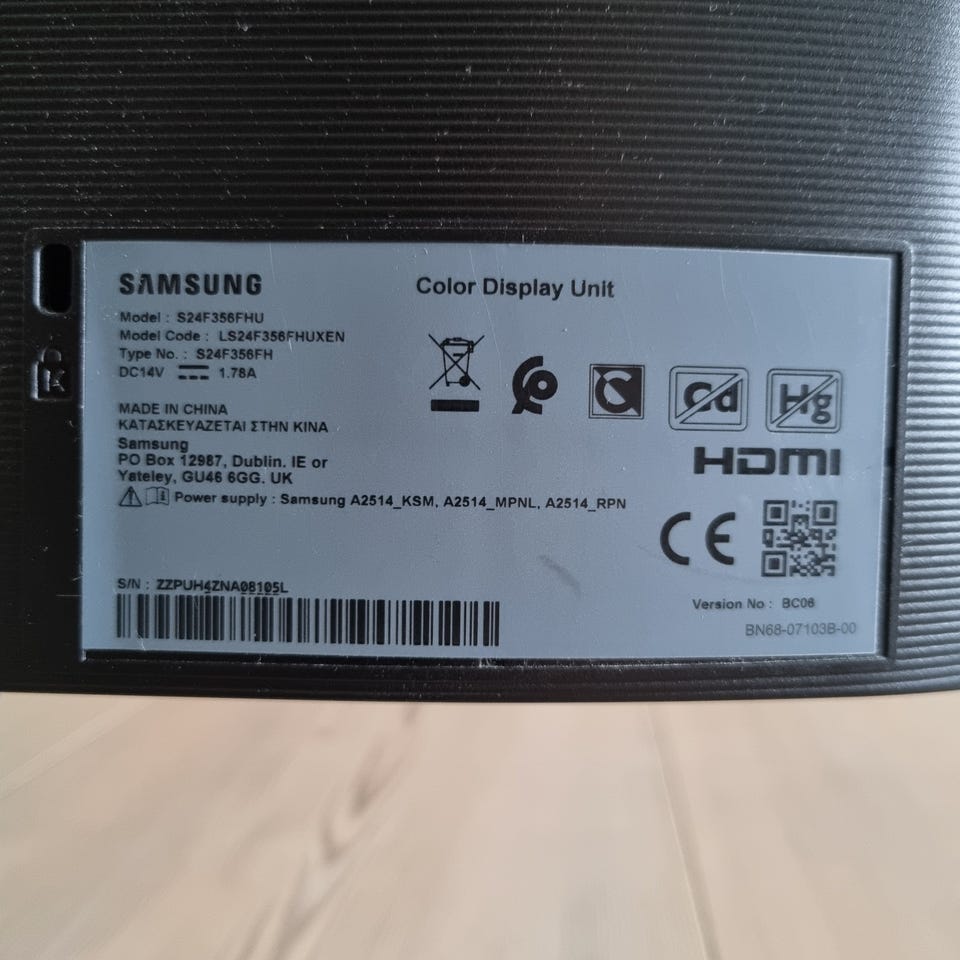 SAMSUNG
Color Display Unit
Model : S24F356FHU
Model Code : LS24F356FHUXEN
Type No. : S24F356FH
DC14V 1.78A
MADE IN CHINA
ΚΑΤΑΣΚΕΥΑΖΕΤΑΙ ΣΤΗΝ ΚΙΝΑ
Samsung
PO Box 12987, Dublin. IE or
Yateley, GU46 6GG. UK
Power supply : Samsung A2514_KSM, A2514_MPNL, A2514_RPN
Cd
Hg
HDMI
CE
S/N : ZZPUH4ZNA08105L
Version No : BC06
BN68-07103B-00
K